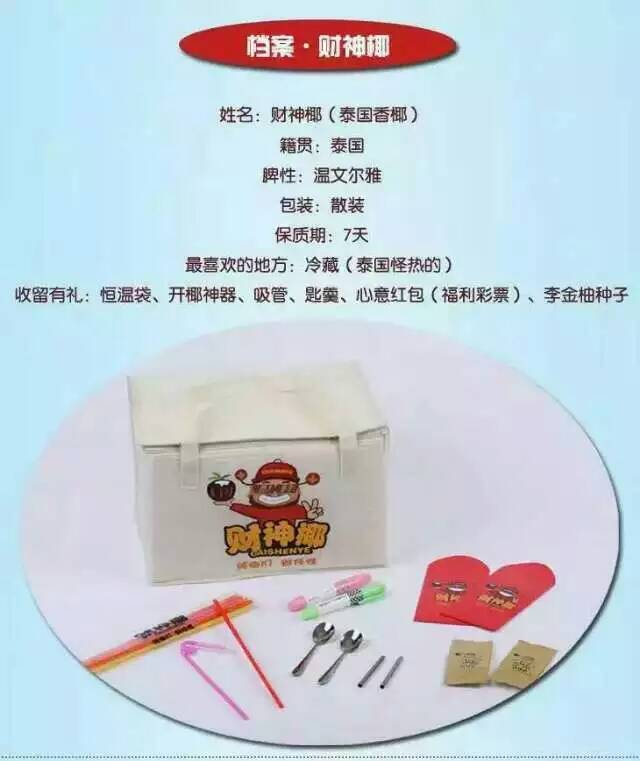 档案·财神椰
姓名：财神椰（泰国香椰）
籍贯：泰国
脾性：温文尔雅
包装：散装
保质期：7天
最喜欢的地方：冷藏（泰国怪热的）
收留有礼：恒温袋、开椰神器、吸管、匙羹、心意红包（福利彩票）、李金柚种子
财神椰
CAISHENYE
财神椰